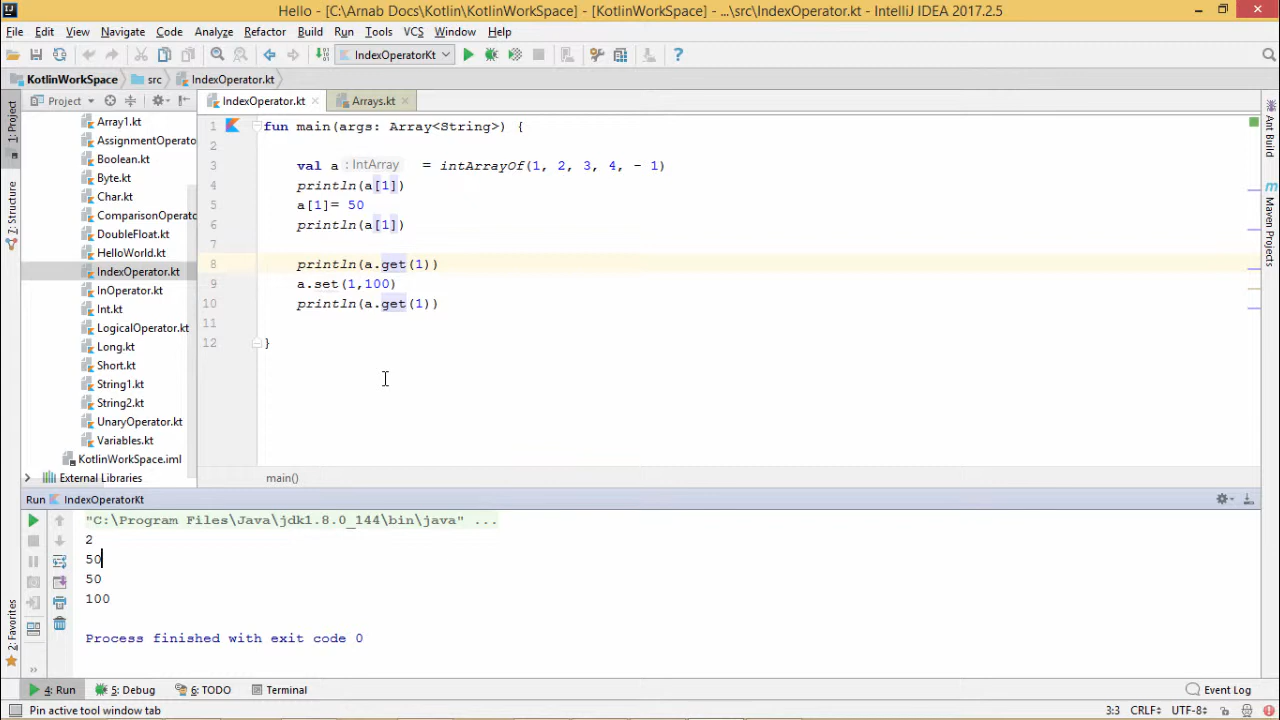 Hello - [C:\Arnab Docs\Kotlin\KotlinWorkSpace] - [KotlinWorkSpace] - ...\src\IndexOperator.kt - IntelliJ IDEA 2017.2.5
File Edit View Navigate Code Analyze Refactor Build Run Tools VCS Window Help
IndexOperatorKt
KotlinWorkSpace src IndexOperator.kt
Project IndexOperator.kt Arrays.kt
1: Project
2: Structure
2: Favorites
Ant Build
Maven Projects
Array1.kt
AssignmentOperato
Boolean.kt
Byte.kt
Char.kt
ComparisonOperato
DoubleFloat.kt
HelloWorld.kt
IndexOperator.kt
InOperator.kt
Int.kt
LogicalOperator.kt
Long.kt
Short.kt
String1.kt
String2.kt
UnaryOperator.kt
Variables.kt
KotlinWorkSpace.iml
External Libraries
1 fun main(args: Array<String>) {
2
3 val a :IntArray = intArrayOf(1, 2, 3, 4, - 1)
4 println(a[1])
5 a[1]= 50
6 println(a[1])
7
8 println(a.get(1))
9 a.set(1,100)
10 println(a.get(1))
11
12 }
main()
Run IndexOperatorKt
"C:\Program Files\Java\jdk1.8.0_144\bin\java" ...
2
50
50
100
Process finished with exit code 0
4: Run 5: Debug 6: TODO Terminal Event Log
Pin active tool window tab 3:3 CRLF÷ UTF-8÷